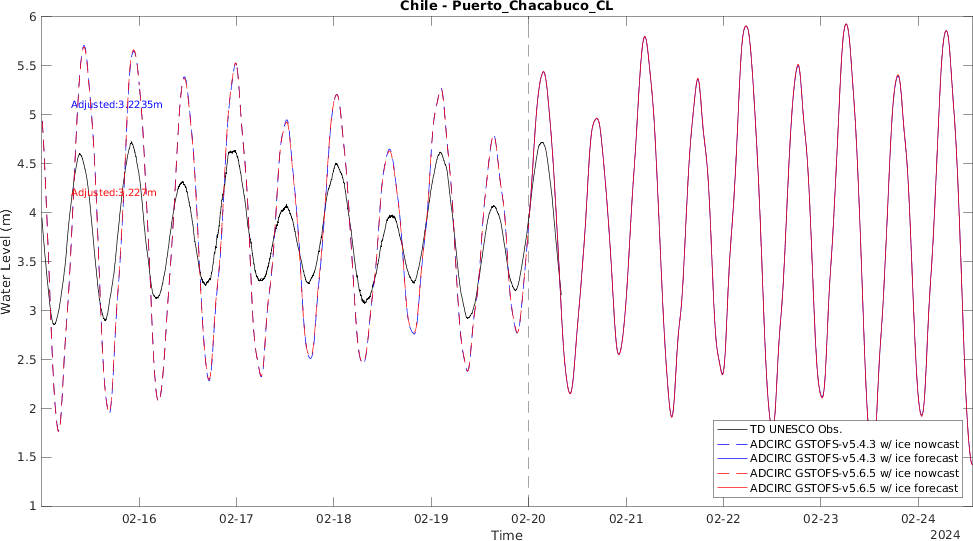 Chile - Puerto_Chacabuco_CL
6
5.5
5
4.5
4
3.5
3
2.5
2
1.5
1
Water Level (m)
Adjusted:3.2235m
Adjusted:3.227m
TD UNESCO Obs.
ADCIRC GSTOFS-v5.4.3 w/ ice nowcast
ADCIRC GSTOFS-v5.4.3 w/ ice forecast
ADCIRC GSTOFS-v5.6.5 w/ ice nowcast
ADCIRC GSTOFS-v5.6.5 w/ ice forecast
02-16 02-17 02-18 02-19 02-20 02-21 02-22 02-23 02-24
Time
2024